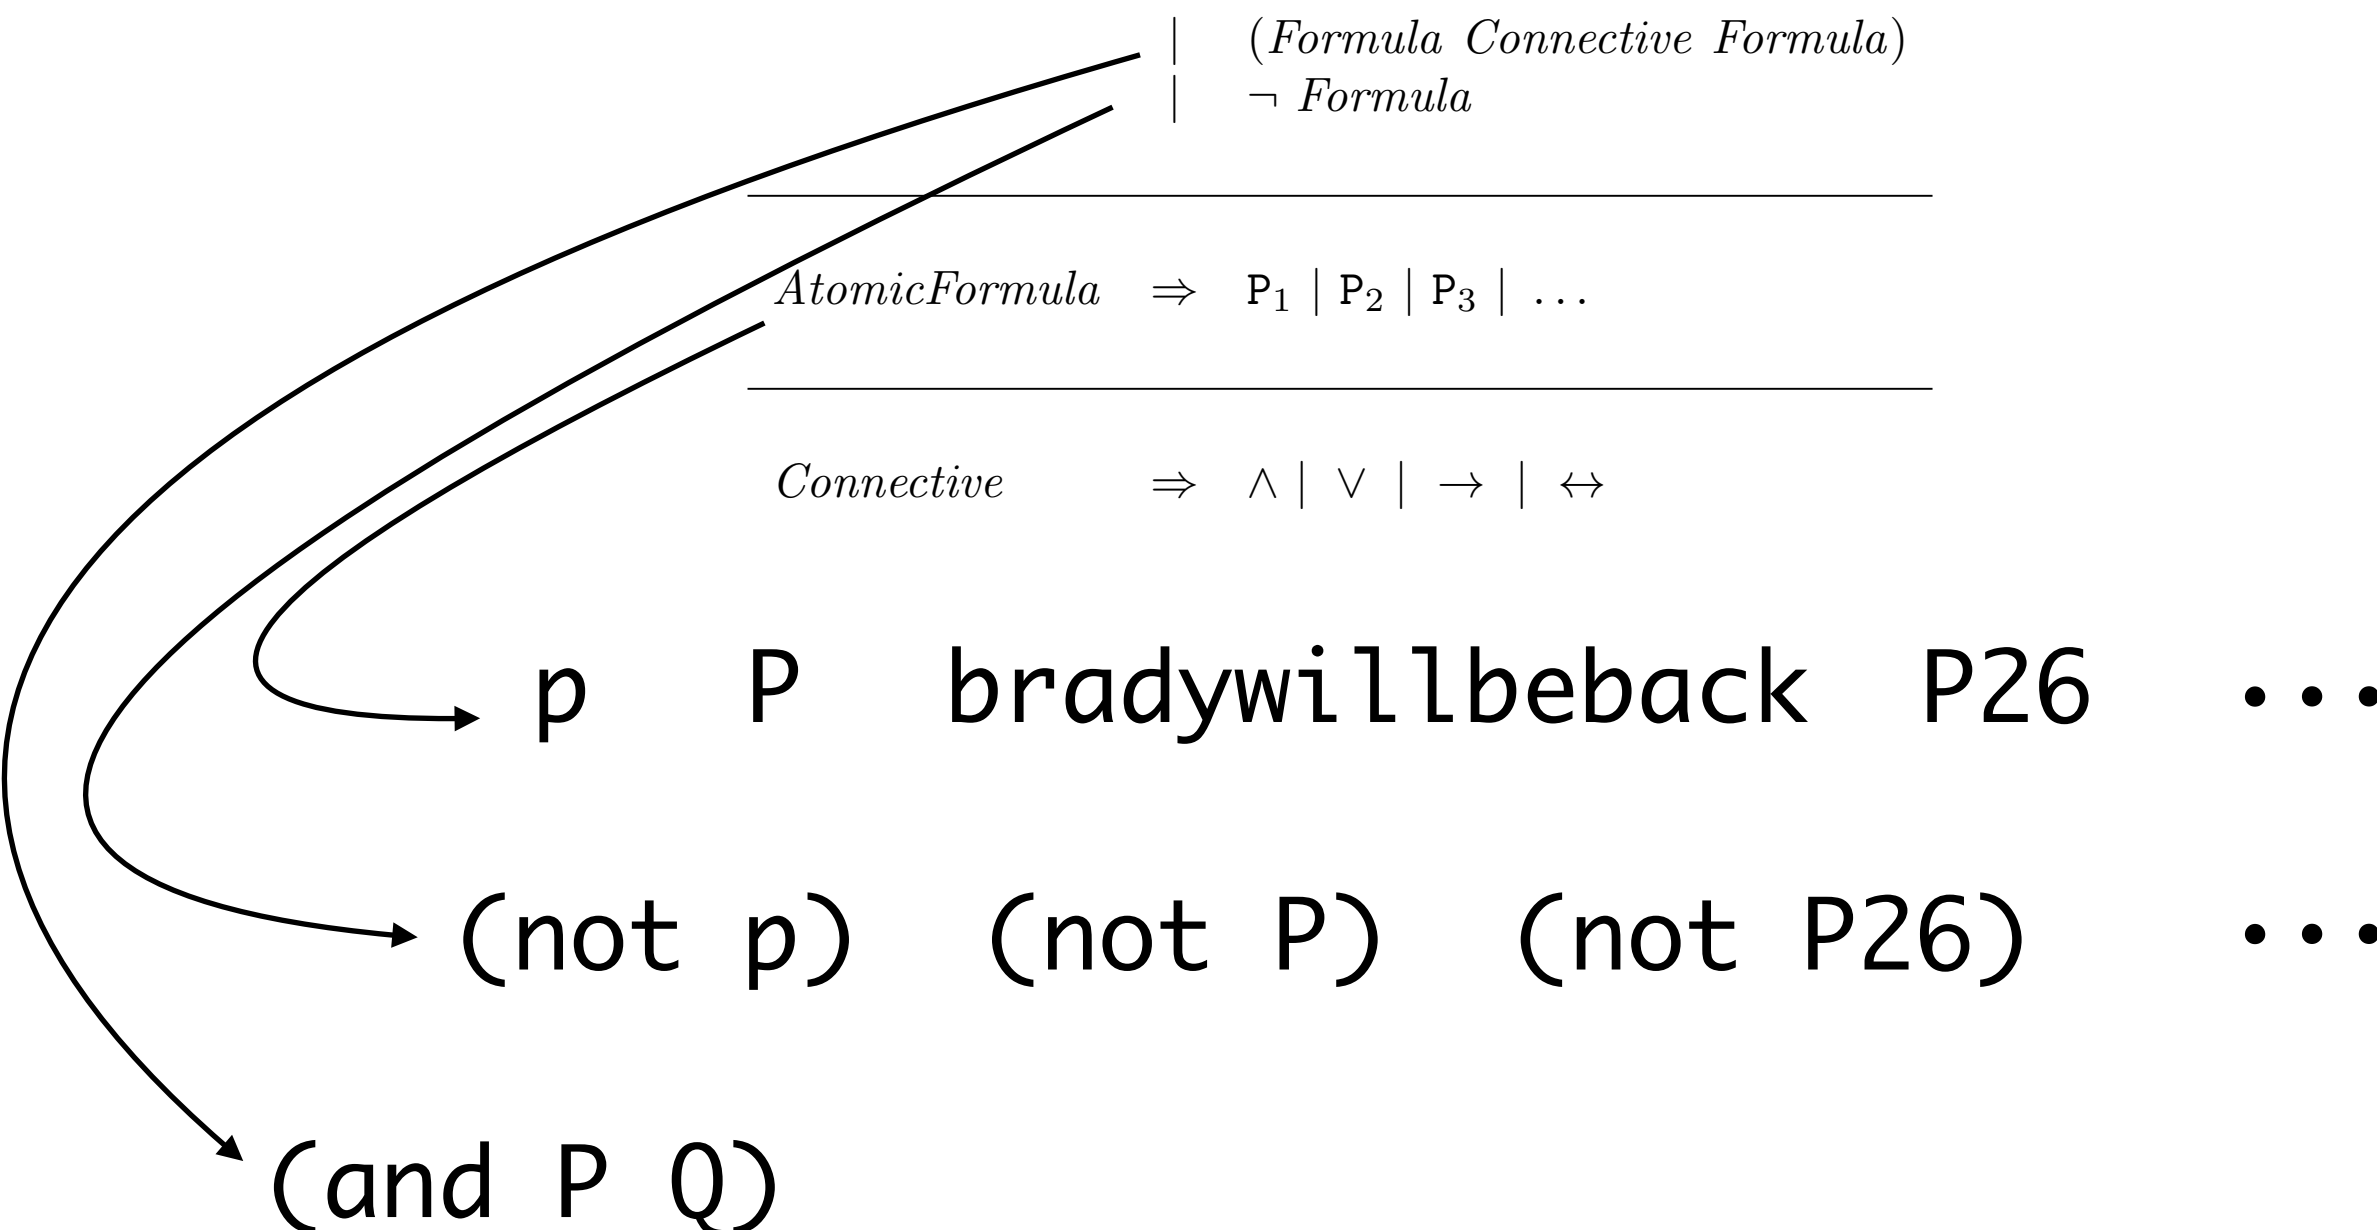 | (Formula Connective Formula)
| ¬ Formula
AtomicFormula ⇒ P₁ | P₂ | P₃ | ...
Connective ⇒ ∧ | ∨ | → | ↔
p P bradywillbeback P26 ...
(not p) (not P) (not P26) ...
(and P Q)